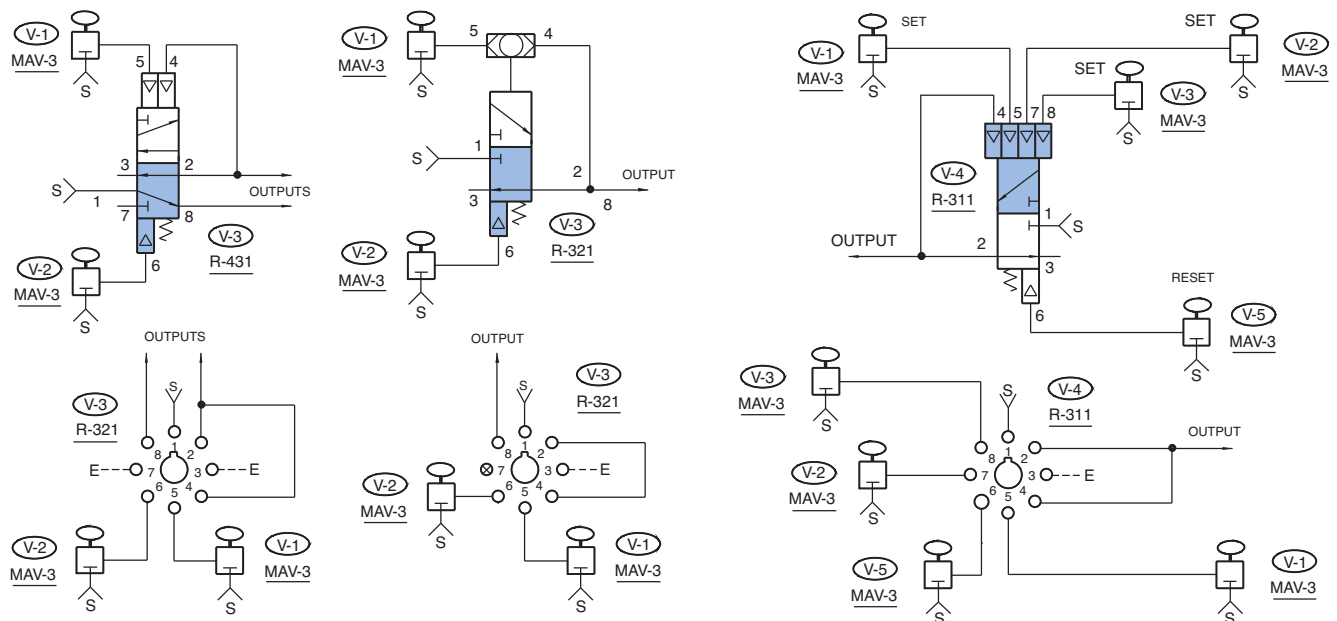 V-1
MAV-3
S
5 4
3 2
S
1
7 8
OUTPUTS
V-3
R-431
V-2
MAV-3
6
S
V-1
MAV-3
S
5 4
S
1
2
OUTPUT
3
8
V-3
R-321
V-2
MAV-3
6
S
SET
V-1
MAV-3
S
SET
V-2
MAV-3
S
SET
V-3
MAV-3
S
4 5 7 8
V-4
R-311
1
S
OUTPUT
2
3
6
RESET
V-5
MAV-3
S
OUTPUTS
V-3
R-321
S
1
8 2
E 7 3 E
6 4
5
V-2
MAV-3
S
V-1
MAV-3
S
OUTPUT
V-3
R-321
S
1
8 2
7 3 E
6 4
5
V-2
MAV-3
S
V-1
MAV-3
S
V-3
MAV-3
S
V-4
R-311
S
1
8 2
OUTPUT
7 3 E
6 4
5
V-2
MAV-3
S
V-5
MAV-3
S
V-1
MAV-3
S